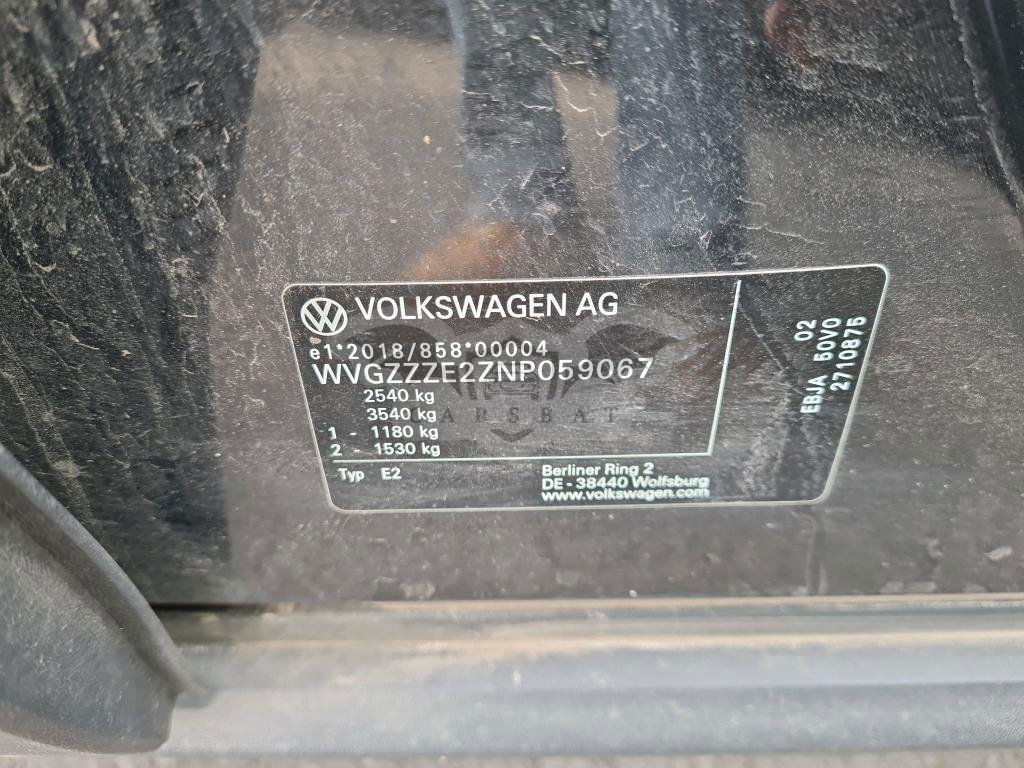 VOLKSWAGEN AG
e1*2018/858*00004
WVGZZZE2ZNP059067
2540 kg
3540 kg
1 - 1180 kg
2 - 1530 kg
Typ E2
Berliner Ring 2
DE - 38440 Wolfsburg
www.volkswagen.com
02
EBJA 50V0
2710875
ARSBAT